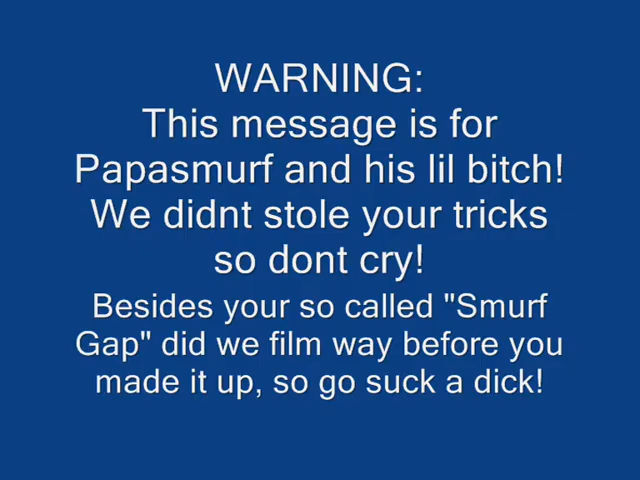 WARNING:
This message is for
Papasmurf and his lil bitch!
We didnt stole your tricks
so dont cry!
Besides your so called "Smurf
Gap" did we film way before you
made it up, so go suck a dick!